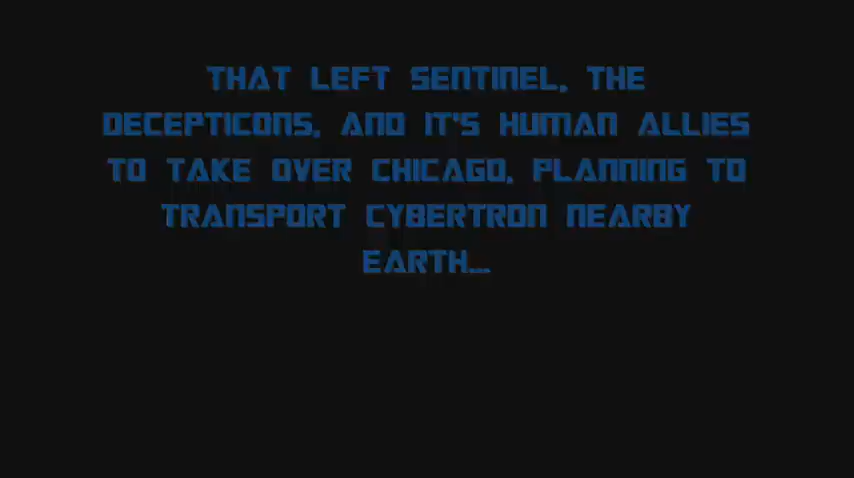 THAT LEFT SENTINEL, THE
DECEPTICONS, AND IT'S HUMAN ALLIES
TO TAKE OVER CHICAGO, PLANNING TO
TRANSPORT CYBERTRON NEARBY
EARTH...